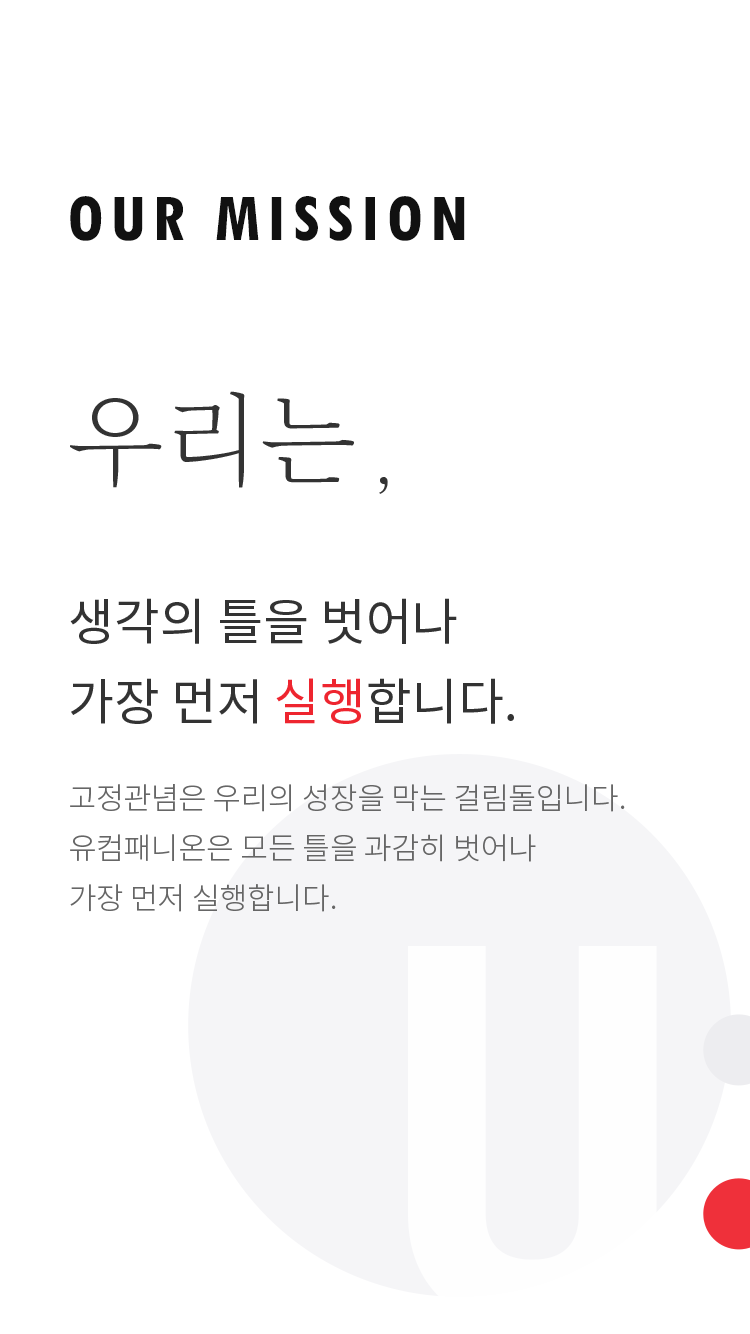 OUR MISSION
우리는 ,
생각의 틀을 벗어나
가장 먼저 실행합니다.
고정관념은 우리의 성장을 막는 걸림돌입니다.
유컴패니온은 모든 틀을 과감히 벗어나
가장 먼저 실행합니다.
U